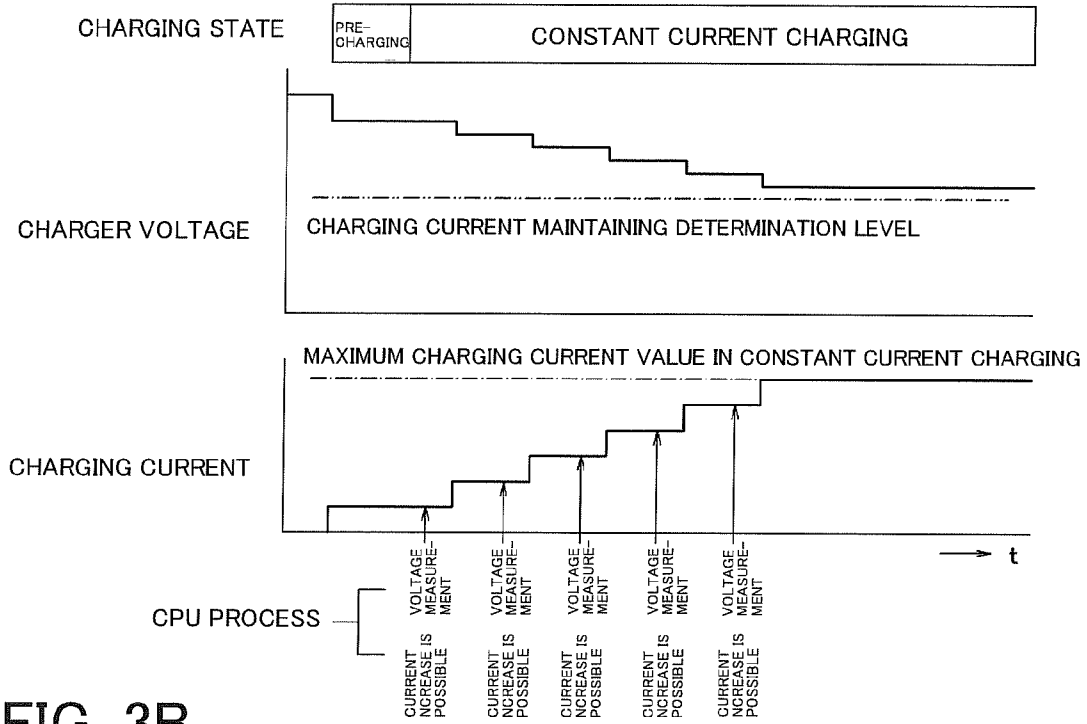 CHARGING STATE
PRE-
CHARGING
CONSTANT CURRENT CHARGING
CHARGER VOLTAGE
CHARGING CURRENT MAINTAINING DETERMINATION LEVEL
MAXIMUM CHARGING CURRENT VALUE IN CONSTANT CURRENT CHARGING
CHARGING CURRENT
t
CPU PROCESS
VOLTAGE
MEASURE-
MENT
VOLTAGE
MEASURE-
MENT
VOLTAGE
MEASURE-
MENT
VOLTAGE
MEASURE-
MENT
VOLTAGE
MEASURE-
MENT
CURRENT
NCREASE IS
POSSIBLE
CURRENT
NCREASE IS
POSSIBLE
CURRENT
NCREASE IS
POSSIBLE
CURRENT
NCREASE IS
POSSIBLE
CURRENT
NCREASE IS
POSSIBLE
FIG. 3B